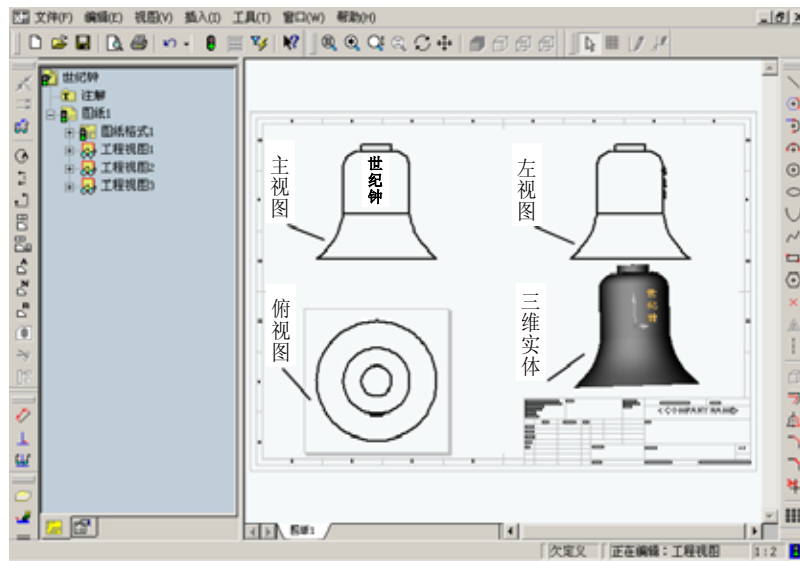 文件(F) 编辑(E) 视图(V) 插入(I) 工具(T) 窗口(W) 帮助(H)
世纪钟
注解
图纸1
图纸格式1
工程视图1
工程视图2
工程视图3
主视图
世纪钟
左视图
俯视图
三维实体
世纪钟
<COMPANY NAME>
图纸1
欠定义 正在编辑：工程视图 1:2